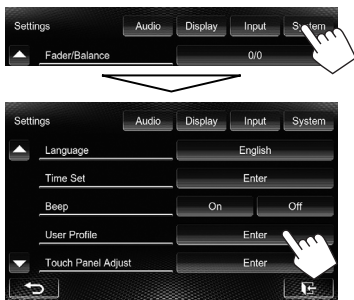 Settings Audio Display Input System
Fader/Balance 0/0
Settings Audio Display Input System
Language English
Time Set Enter
Beep On Off
User Profile Enter
Touch Panel Adjust Enter